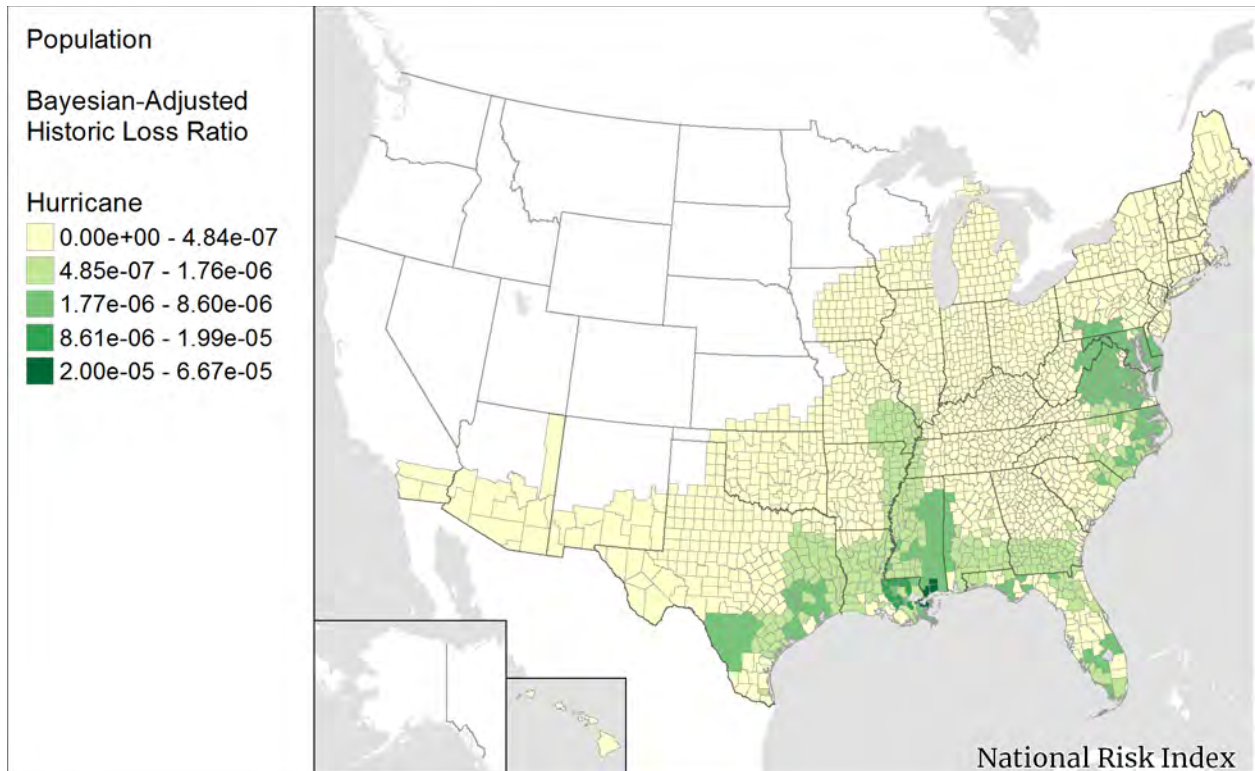 Population
Bayesian-Adjusted
Historic Loss Ratio
Hurricane
0.00e+00 - 4.84e-07
4.85e-07 - 1.76e-06
1.77e-06 - 8.60e-06
8.61e-06 - 1.99e-05
2.00e-05 - 6.67e-05
National Risk Index